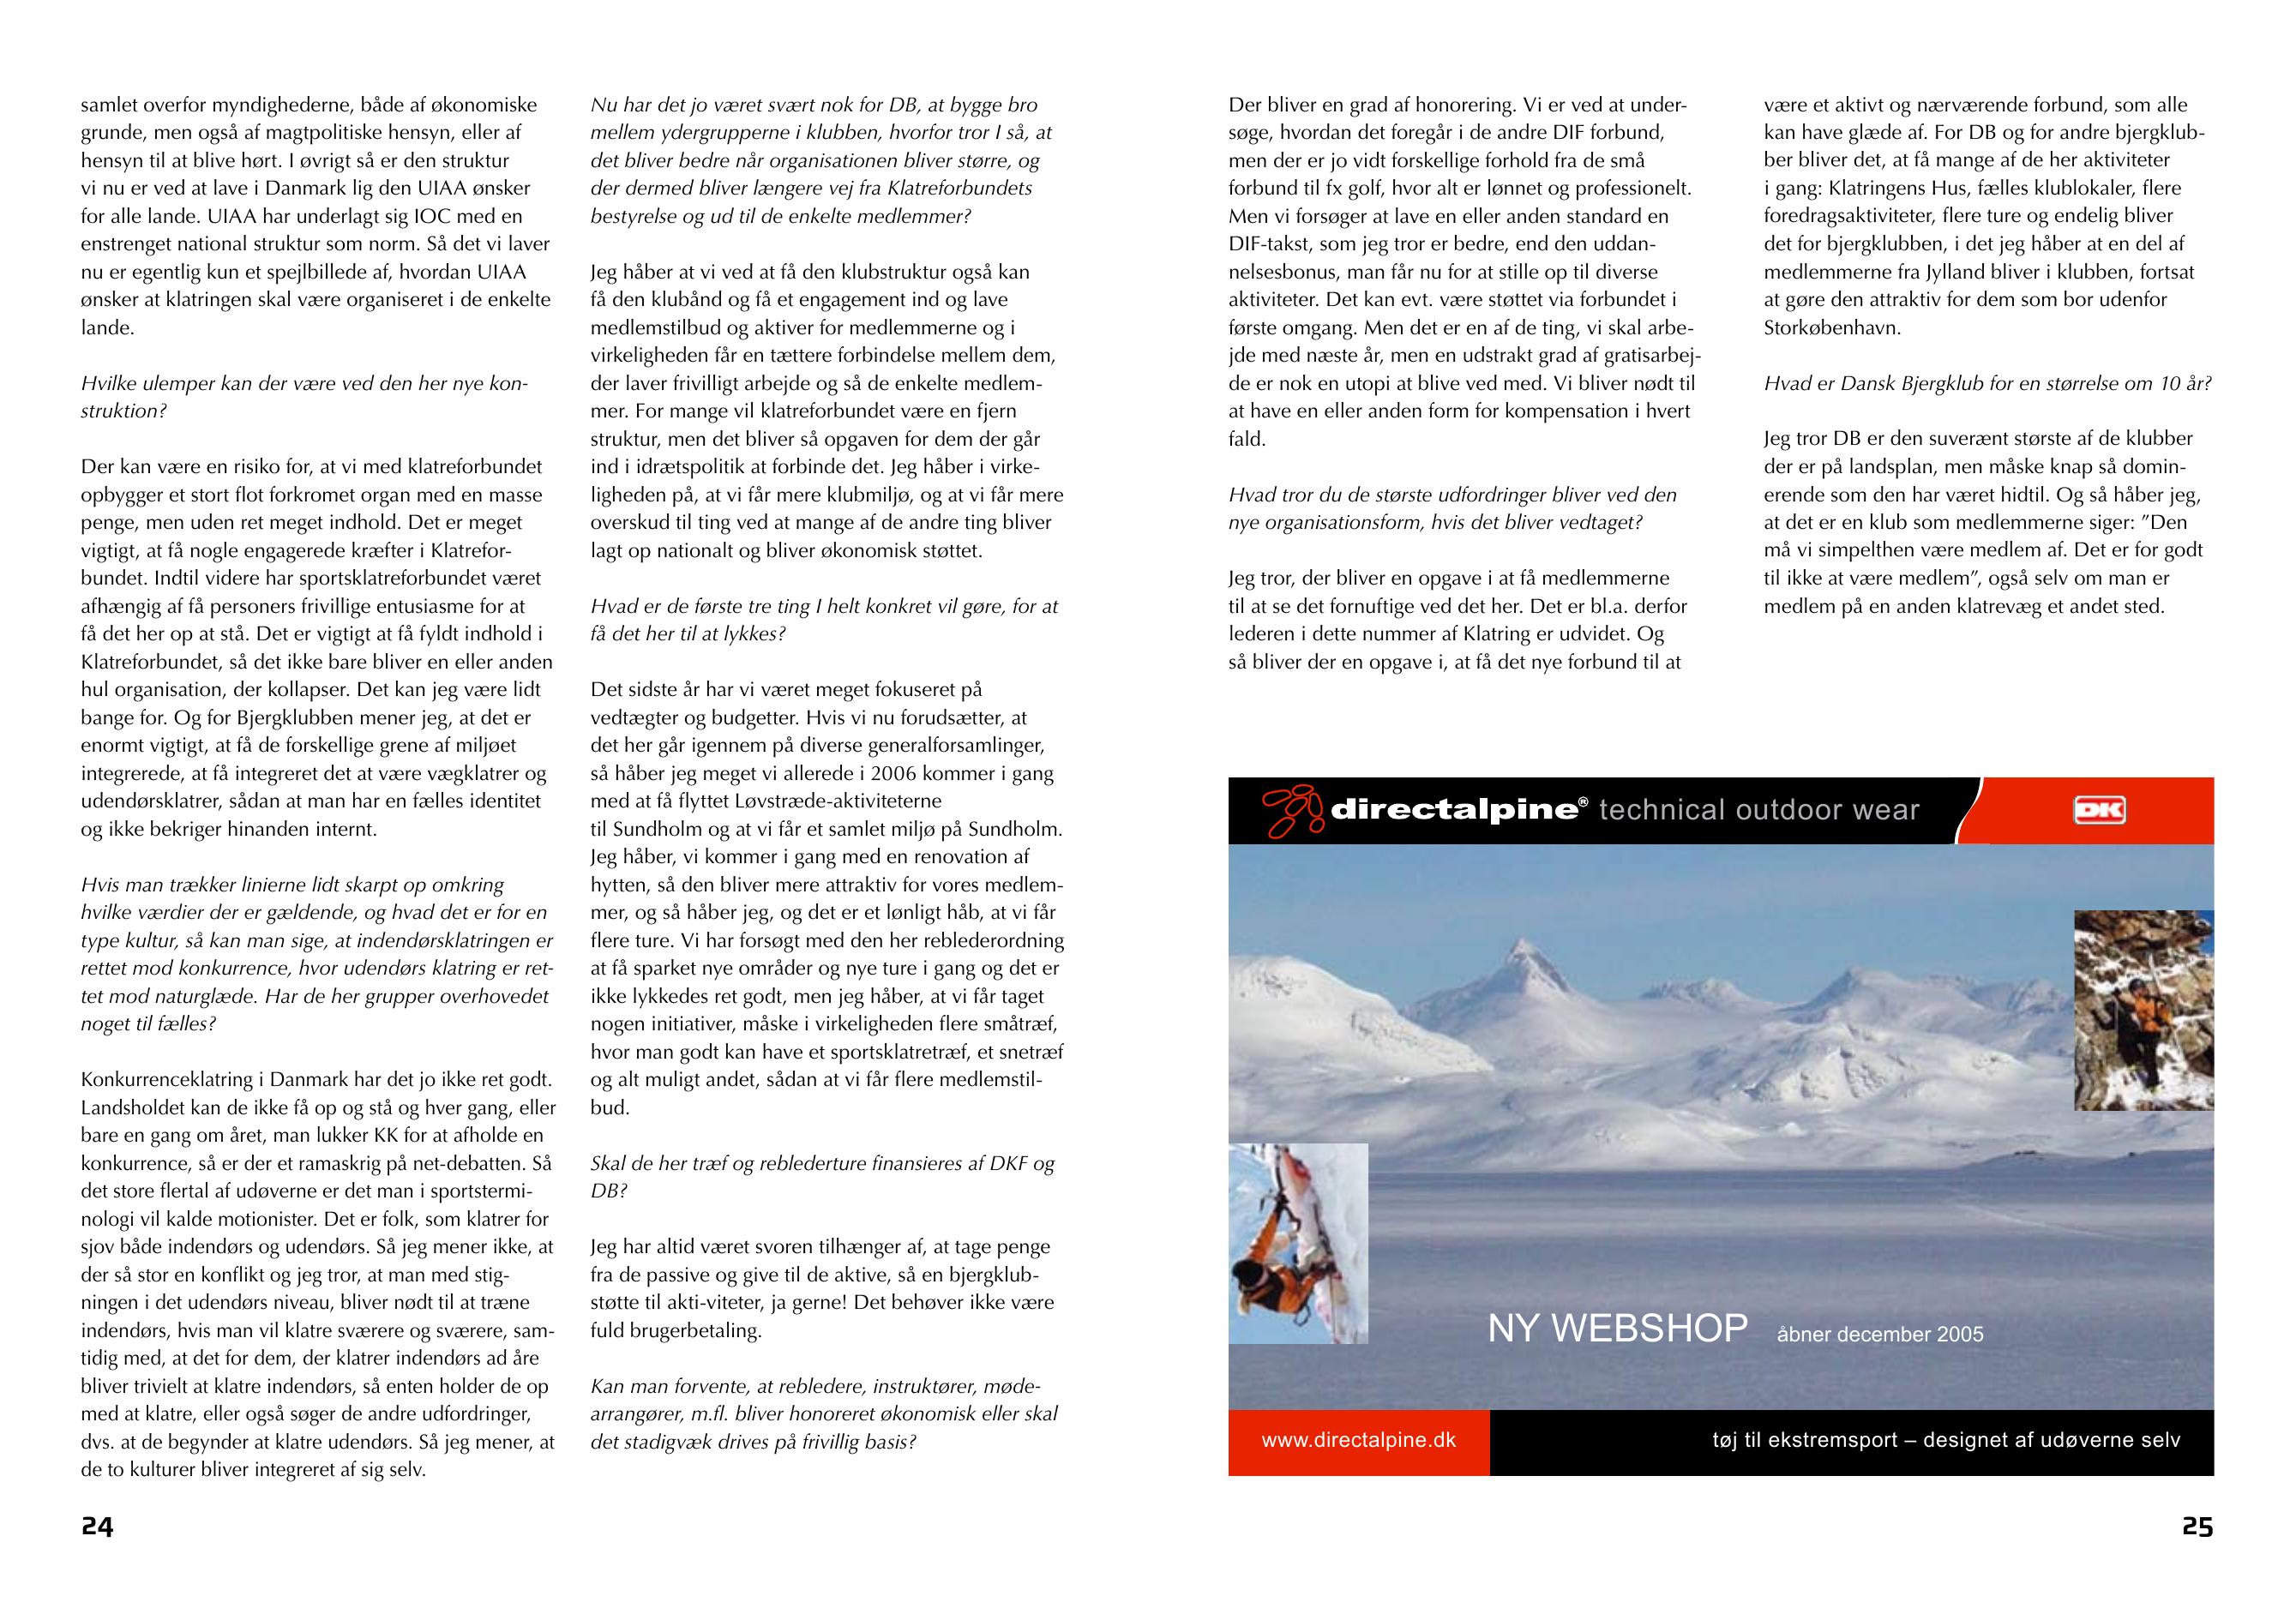 samlet overfor myndighederne, både af økonomiske
grunde, men også af magtpolitiske hensyn, eller af
hensyn til at blive hørt. I øvrigt så er den struktur
vi nu er ved at lave i Danmark lig den UIAA ønsker
for alle lande. UIAA har underlagt sig IOC med en
enstrenget national struktur som norm. Så det vi laver
nu er egentlig kun et spejlbillede af, hvordan UIAA
ønsker at klatringen skal være organiseret i de enkelte
lande.
Hvilke ulemper kan der være ved den her nye kon-
struktion?
Der kan være en risiko for, at vi med klatreforbundet
opbygger et stort flot forkromet organ med en masse
penge, men uden ret meget indhold. Det er meget
vigtigt, at få nogle engagerede kræfter i Klatrefor-
bundet. Indtil videre har sportsklatreforbundet været
afhængig af få personers frivillige entusiasme for at
få det her op at stå. Det er vigtigt at få fyldt indhold i
Klatreforbundet, så det ikke bare bliver en eller anden
hul organisation, der kollapser. Det kan jeg være lidt
bange for. Og for Bjergklubben mener jeg, at det er
enormt vigtigt, at få de forskellige grene af miljøet
integrerede, at få integreret det at være vægklatrer og
udendørsklatrer, sådan at man har en fælles identitet
og ikke bekriger hinanden internt.
Hvis man trækker linierne lidt skarpt op omkring
hvilke værdier der er gældende, og hvad det er for en
type kultur, så kan man sige, at indendørsklatringen er
rettet mod konkurrence, hvor udendørs klatring er ret-
tet mod naturglæde. Har de her grupper overhovedet
noget til fælles?
Konkurrenceklatring i Danmark har det jo ikke ret godt.
Landsholdet kan de ikke få op og stå og hver gang, eller
bare en gang om året, man lukker KK for at afholde en
konkurrence, så er der et ramaskrig på net-debatten. Så
det store flertal af udøverne er det man i sportstermi-
nologi vil kalde motionister. Det er folk, som klatrer for
sjov både indendørs og udendørs. Så jeg mener ikke, at
der så stor en konflikt og jeg tror, at man med stig-
ningen i det udendørs niveau, bliver nødt til at træne
indendørs, hvis man vil klatre sværere og sværere, sam-
tidig med, at det for dem, der klatrer indendørs ad åre
bliver trivielt at klatre indendørs, så enten holder de op
med at klatre, eller også søger de andre udfordringer,
dvs. at de begynder at klatre udendørs. Så jeg mener, at
de to kulturer bliver integreret af sig selv.
Nu har det jo været svært nok for DB, at bygge bro
mellem ydergrupperne i klubben, hvorfor tror I så, at
det bliver bedre når organisationen bliver større, og
der dermed bliver længere vej fra Klatreforbundets
bestyrelse og ud til de enkelte medlemmer?
Jeg håber at vi ved at få den klubstruktur også kan
få den klubånd og få et engagement ind og lave
medlemstilbud og aktiver for medlemmerne og i
virkeligheden får en tættere forbindelse mellem dem,
der laver frivilligt arbejde og så de enkelte medlem-
mer. For mange vil klatreforbundet være en fjern
struktur, men det bliver så opgaven for dem der går
ind i idrætspolitik at forbinde det. Jeg håber i virke-
ligheden på, at vi får mere klubmiljø, og at vi får mere
overskud til ting ved at mange af de andre ting bliver
lagt op nationalt og bliver økonomisk støttet.
Hvad er de første tre ting I helt konkret vil gøre, for at
få det her til at lykkes?
Det sidste år har vi været meget fokuseret på
vedtægter og budgetter. Hvis vi nu forudsætter, at
det her går igennem på diverse generalforsamlinger,
så håber jeg meget vi allerede i 2006 kommer i gang
med at få flyttet Løvstræde-aktiviteterne
til Sundholm og at vi får et samlet miljø på Sundholm.
Jeg håber, vi kommer i gang med en renovation af
hytten, så den bliver mere attraktiv for vores medlem-
mer, og så håber jeg, og det er et lønligt håb, at vi får
flere ture. Vi har forsøgt med den her reblederordning
at få sparket nye områder og nye ture i gang og det er
ikke lykkedes ret godt, men jeg håber, at vi får taget
nogen initiativer, måske i virkeligheden flere småtræf,
hvor man godt kan have et sportsklatretræf, et snetræf
og alt muligt andet, sådan at vi får flere medlemstil-
bud.
Skal de her træf og reblederture finansieres af DKF og
DB?
Jeg har altid været svoren tilhænger af, at tage penge
fra de passive og give til de aktive, så en bjergklub-
støtte til akti-viteter, ja gerne! Det behøver ikke være
fuld brugerbetaling.
Kan man forvente, at rebledere, instruktører, møde-
arrangører, m.fl. bliver honoreret økonomisk eller skal
det stadigvæk drives på frivillig basis?
24
Der bliver en grad af honorering. Vi er ved at under-
søge, hvordan det foregår i de andre DIF forbund,
men der er jo vidt forskellige forhold fra de små
forbund til fx golf, hvor alt er lønnet og professionelt.
Men vi forsøger at lave en eller anden standard en
DIF-takst, som jeg tror er bedre, end den uddan-
nelsesbonus, man får nu for at stille op til diverse
aktiviteter. Det kan evt. være støttet via forbundet i
første omgang. Men det er en af de ting, vi skal arbe-
jde med næste år, men en udstrakt grad af gratisarbej-
de er nok en utopi at blive ved med. Vi bliver nødt til
at have en eller anden form for kompensation i hvert
fald.
Hvad tror du de største udfordringer bliver ved den
nye organisationsform, hvis det bliver vedtaget?
Jeg tror, der bliver en opgave i at få medlemmerne
til at se det fornuftige ved det her. Det er bl.a. derfor
lederen i dette nummer af Klatring er udvidet. Og
så bliver der en opgave i, at få det nye forbund til at
være et aktivt og nærværende forbund, som alle
kan have glæde af. For DB og for andre bjergklub-
ber bliver det, at få mange af de her aktiviteter
i gang: Klatringens Hus, fælles klublokaler, flere
foredragsaktiviteter, flere ture og endelig bliver
det for bjergklubben, i det jeg håber at en del af
medlemmerne fra Jylland bliver i klubben, fortsat
at gøre den attraktiv for dem som bor udenfor
Storkøbenhavn.
Hvad er Dansk Bjergklub for en størrelse om 10 år?
Jeg tror DB er den suverænt største af de klubber
der er på landsplan, men måske knap så domin-
erende som den har været hidtil. Og så håber jeg,
at det er en klub som medlemmerne siger: ”Den
må vi simpelthen være medlem af. Det er for godt
til ikke at være medlem”, også selv om man er
medlem på en anden klatrevæg et andet sted.
directalpine® technical outdoor wear
DK
NY WEBSHOP åbner december 2005
www.directalpine.dk
tøj til ekstremsport – designet af udøverne selv
25